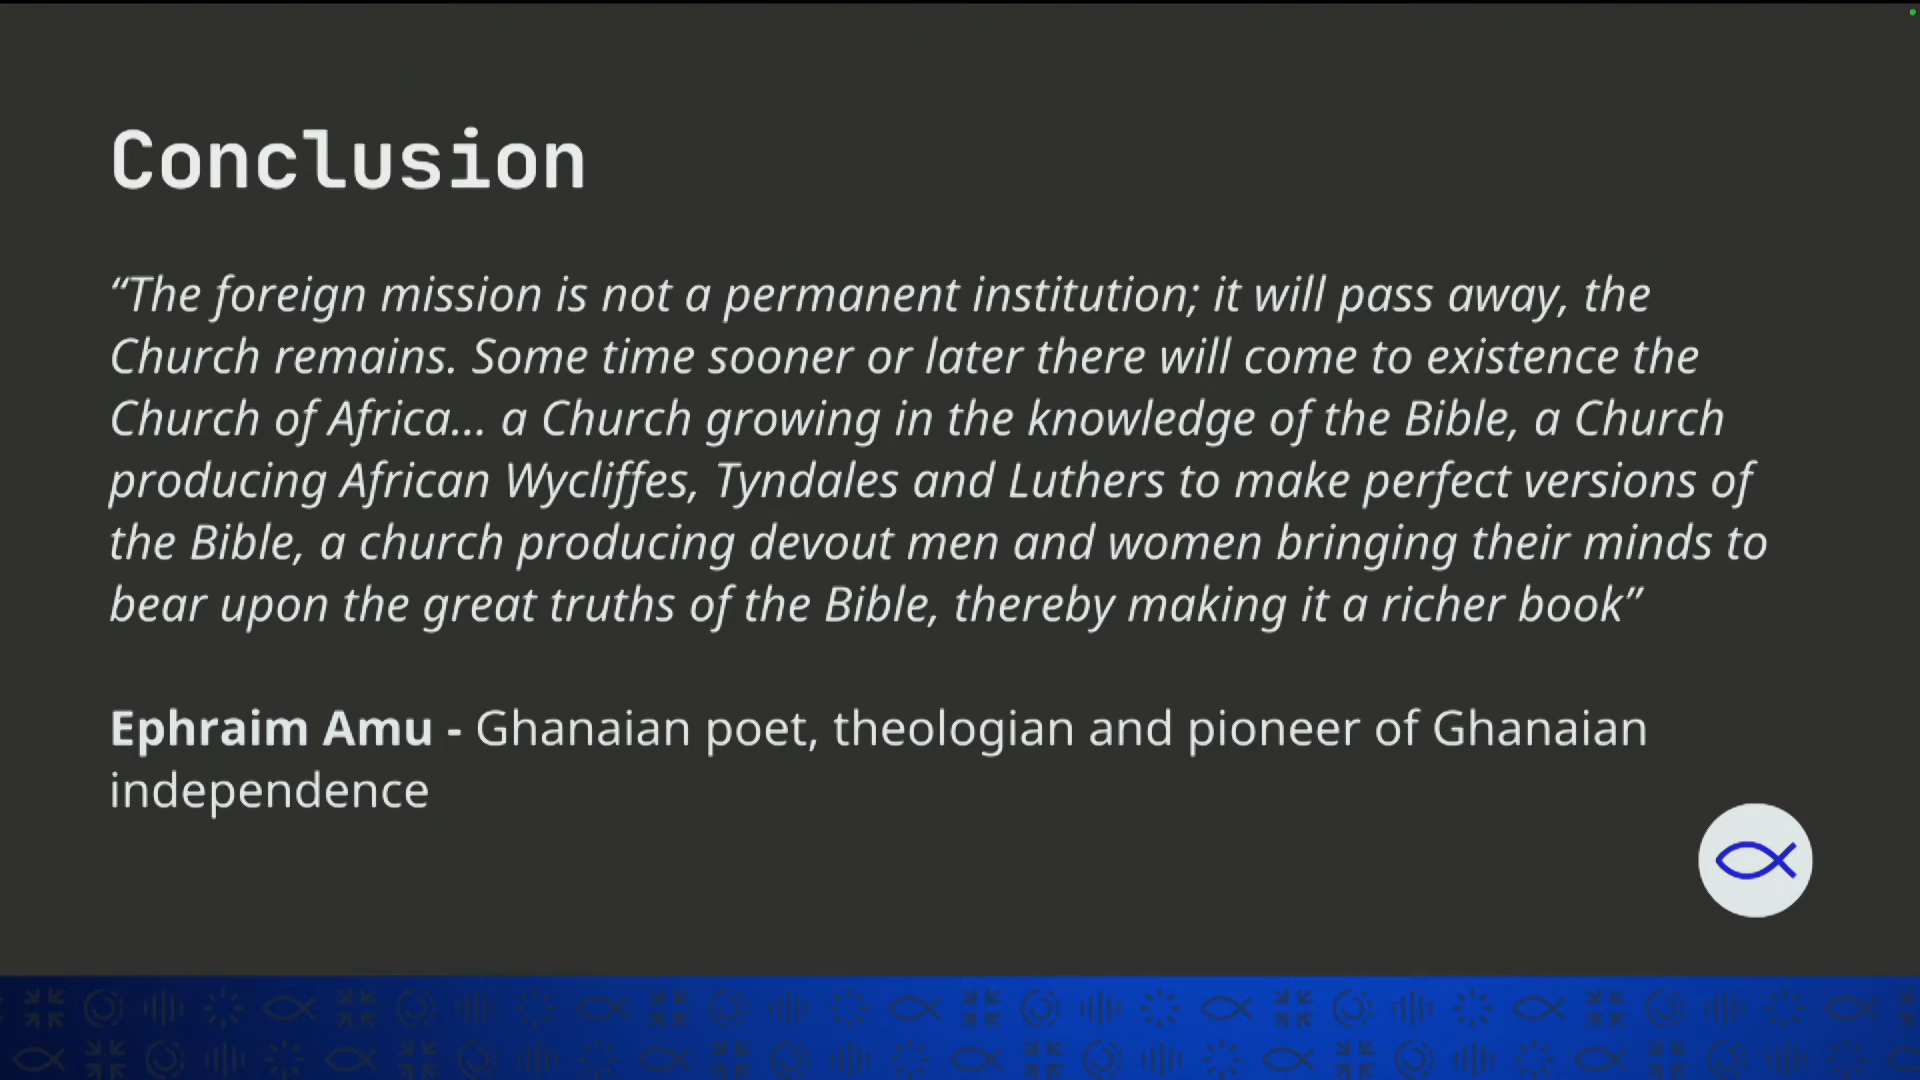 Conclusion
“The foreign mission is not a permanent institution; it will pass away, the
Church remains. Some time sooner or later there will come to existence the
Church of Africa... a Church growing in the knowledge of the Bible, a Church
producing African Wycliffes, Tyndales and Luthers to make perfect versions of
the Bible, a church producing devout men and women bringing their minds to
bear upon the great truths of the Bible, thereby making it a richer book”
Ephraim Amu - Ghanaian poet, theologian and pioneer of Ghanaian
independence